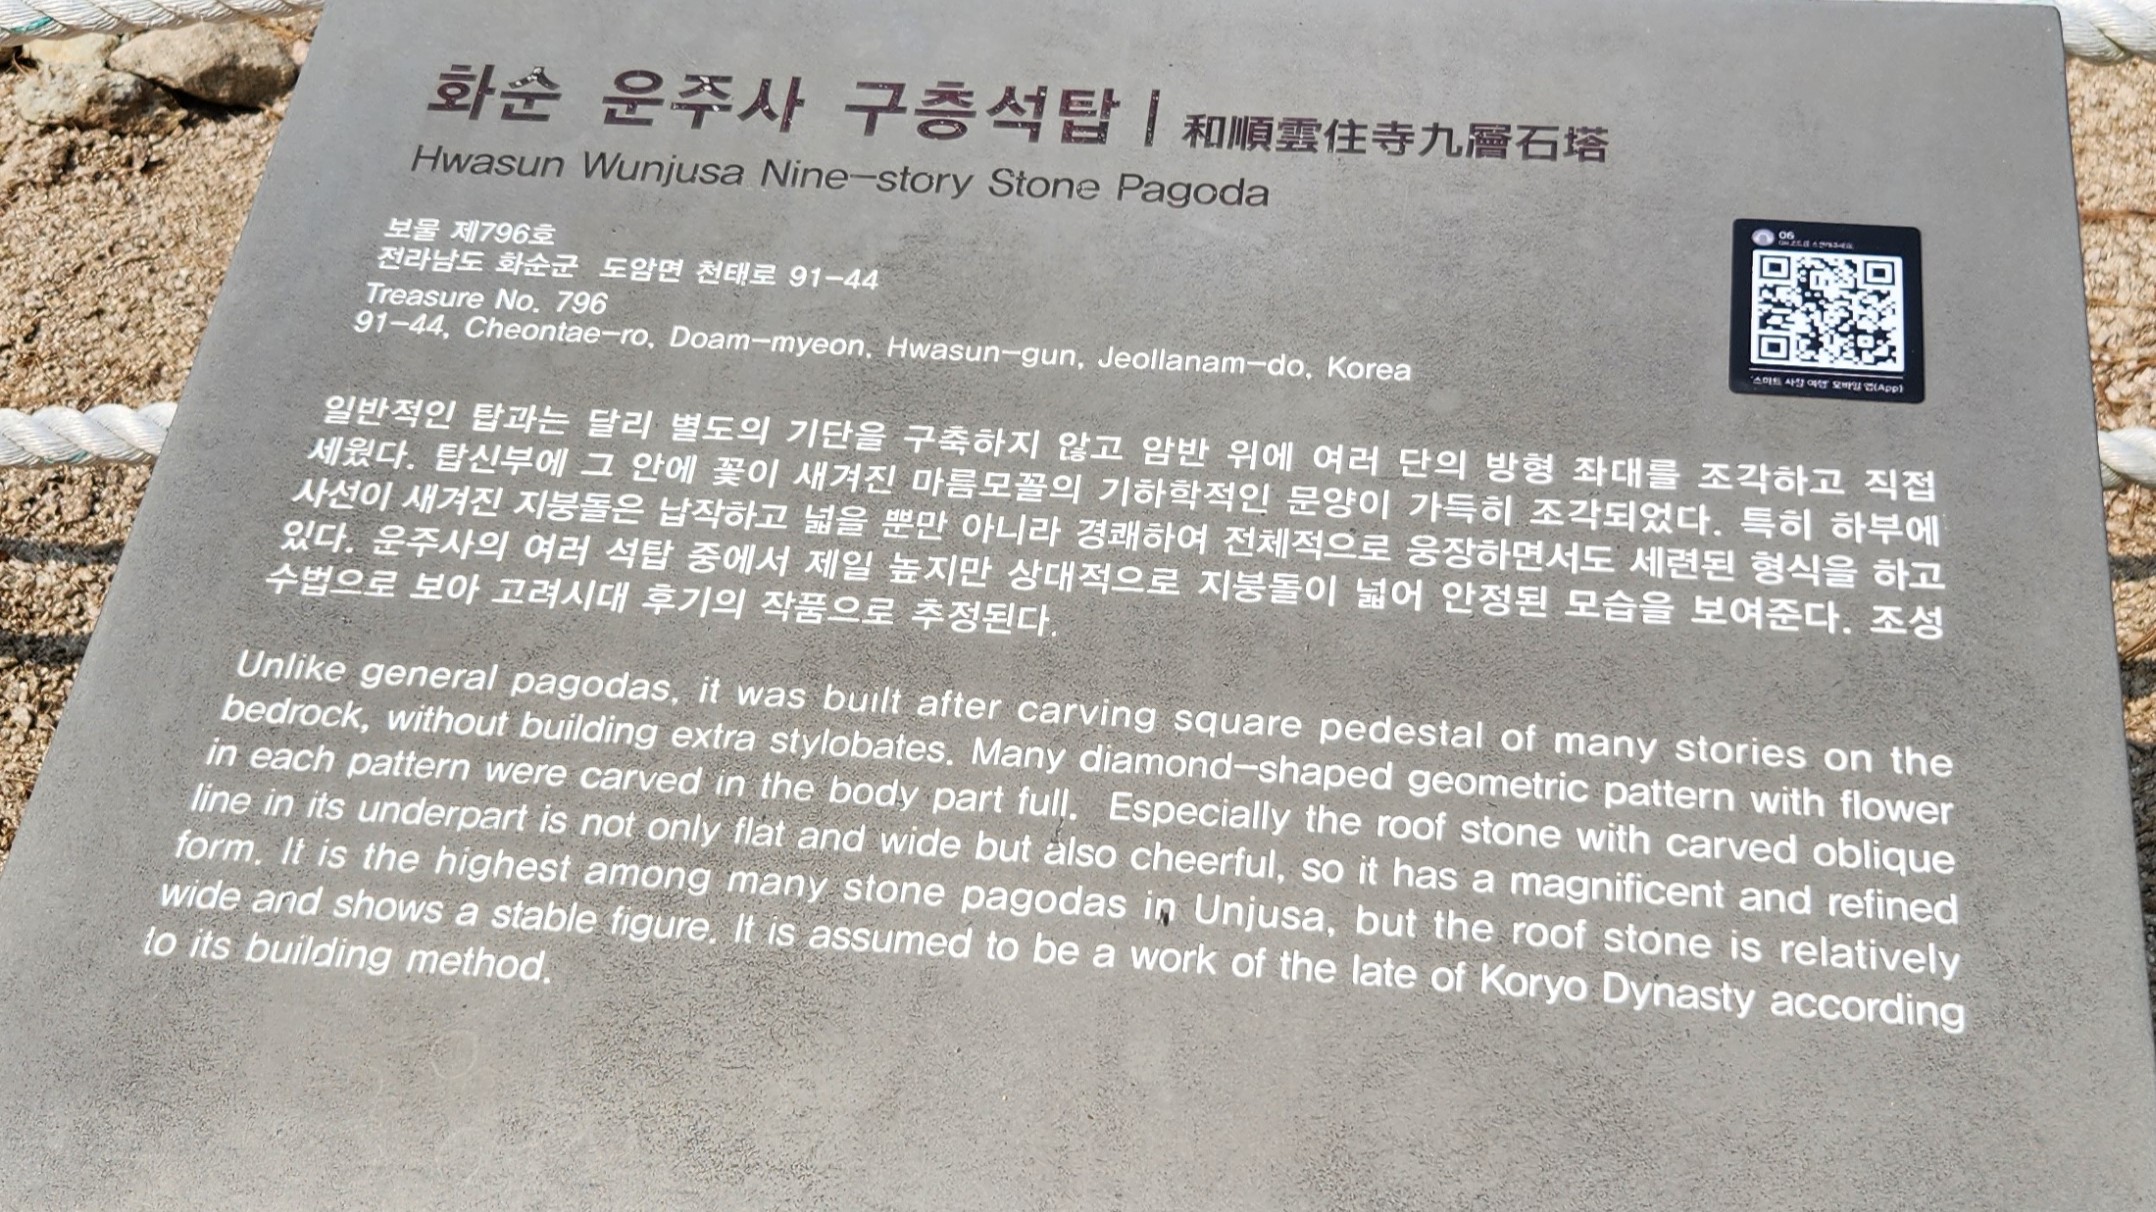 화순 운주사 구층석탑 | 和順雲住寺九層石塔
Hwasun Wunjusa Nine-story Stone Pagoda
보물 제796호
전라남도 화순군 도암면 천태로 91-44
Treasure No. 796
91-44, Cheontae-ro, Doam-myeon, Hwasun-gun, Jeollanam-do, Korea
06
'스마트 사찰 여행' 모바일 앱(App)
일반적인 탑과는 달리 별도의 기단을 구축하지 않고 암반 위에 여러 단의 방형 좌대를 조각하고 직접
세웠다. 탑신부에 그 안에 꽃이 새겨진 마름모꼴의 기하학적인 문양이 가득히 조각되었다. 특히 하부에
사선이 새겨진 지붕돌은 납작하고 넓을 뿐만 아니라 경쾌하여 전체적으로 웅장하면서도 세련된 형식을 하고
있다. 운주사의 여러 석탑 중에서 제일 높지만 상대적으로 지붕돌이 넓어 안정된 모습을 보여준다. 조성
수법으로 보아 고려시대 후기의 작품으로 추정된다.
Unlike general pagodas, it was built after carving square pedestal of many stories on the
bedrock, without building extra stylobates. Many diamond-shaped geometric pattern with flower
in each pattern were carved in the body part full. Especially the roof stone with carved oblique
line in its underpart is not only flat and wide but also cheerful, so it has a magnificent and refined
form. It is the highest among many stone pagodas in Unjusa, but the roof stone is relatively
wide and shows a stable figure. It is assumed to be a work of the late of Koryo Dynasty according
to its building method.